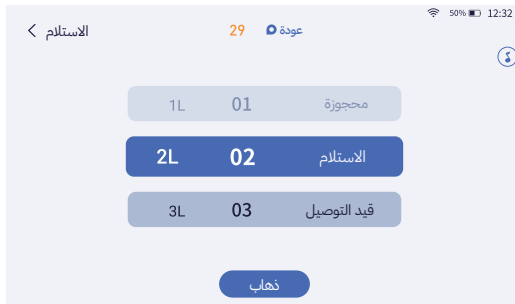 50% 12:32
الاستلام
عودة 29
محجوزة 01 1L
الاستلام 02 2L
قيد التوصيل 03 3L
ذهاب